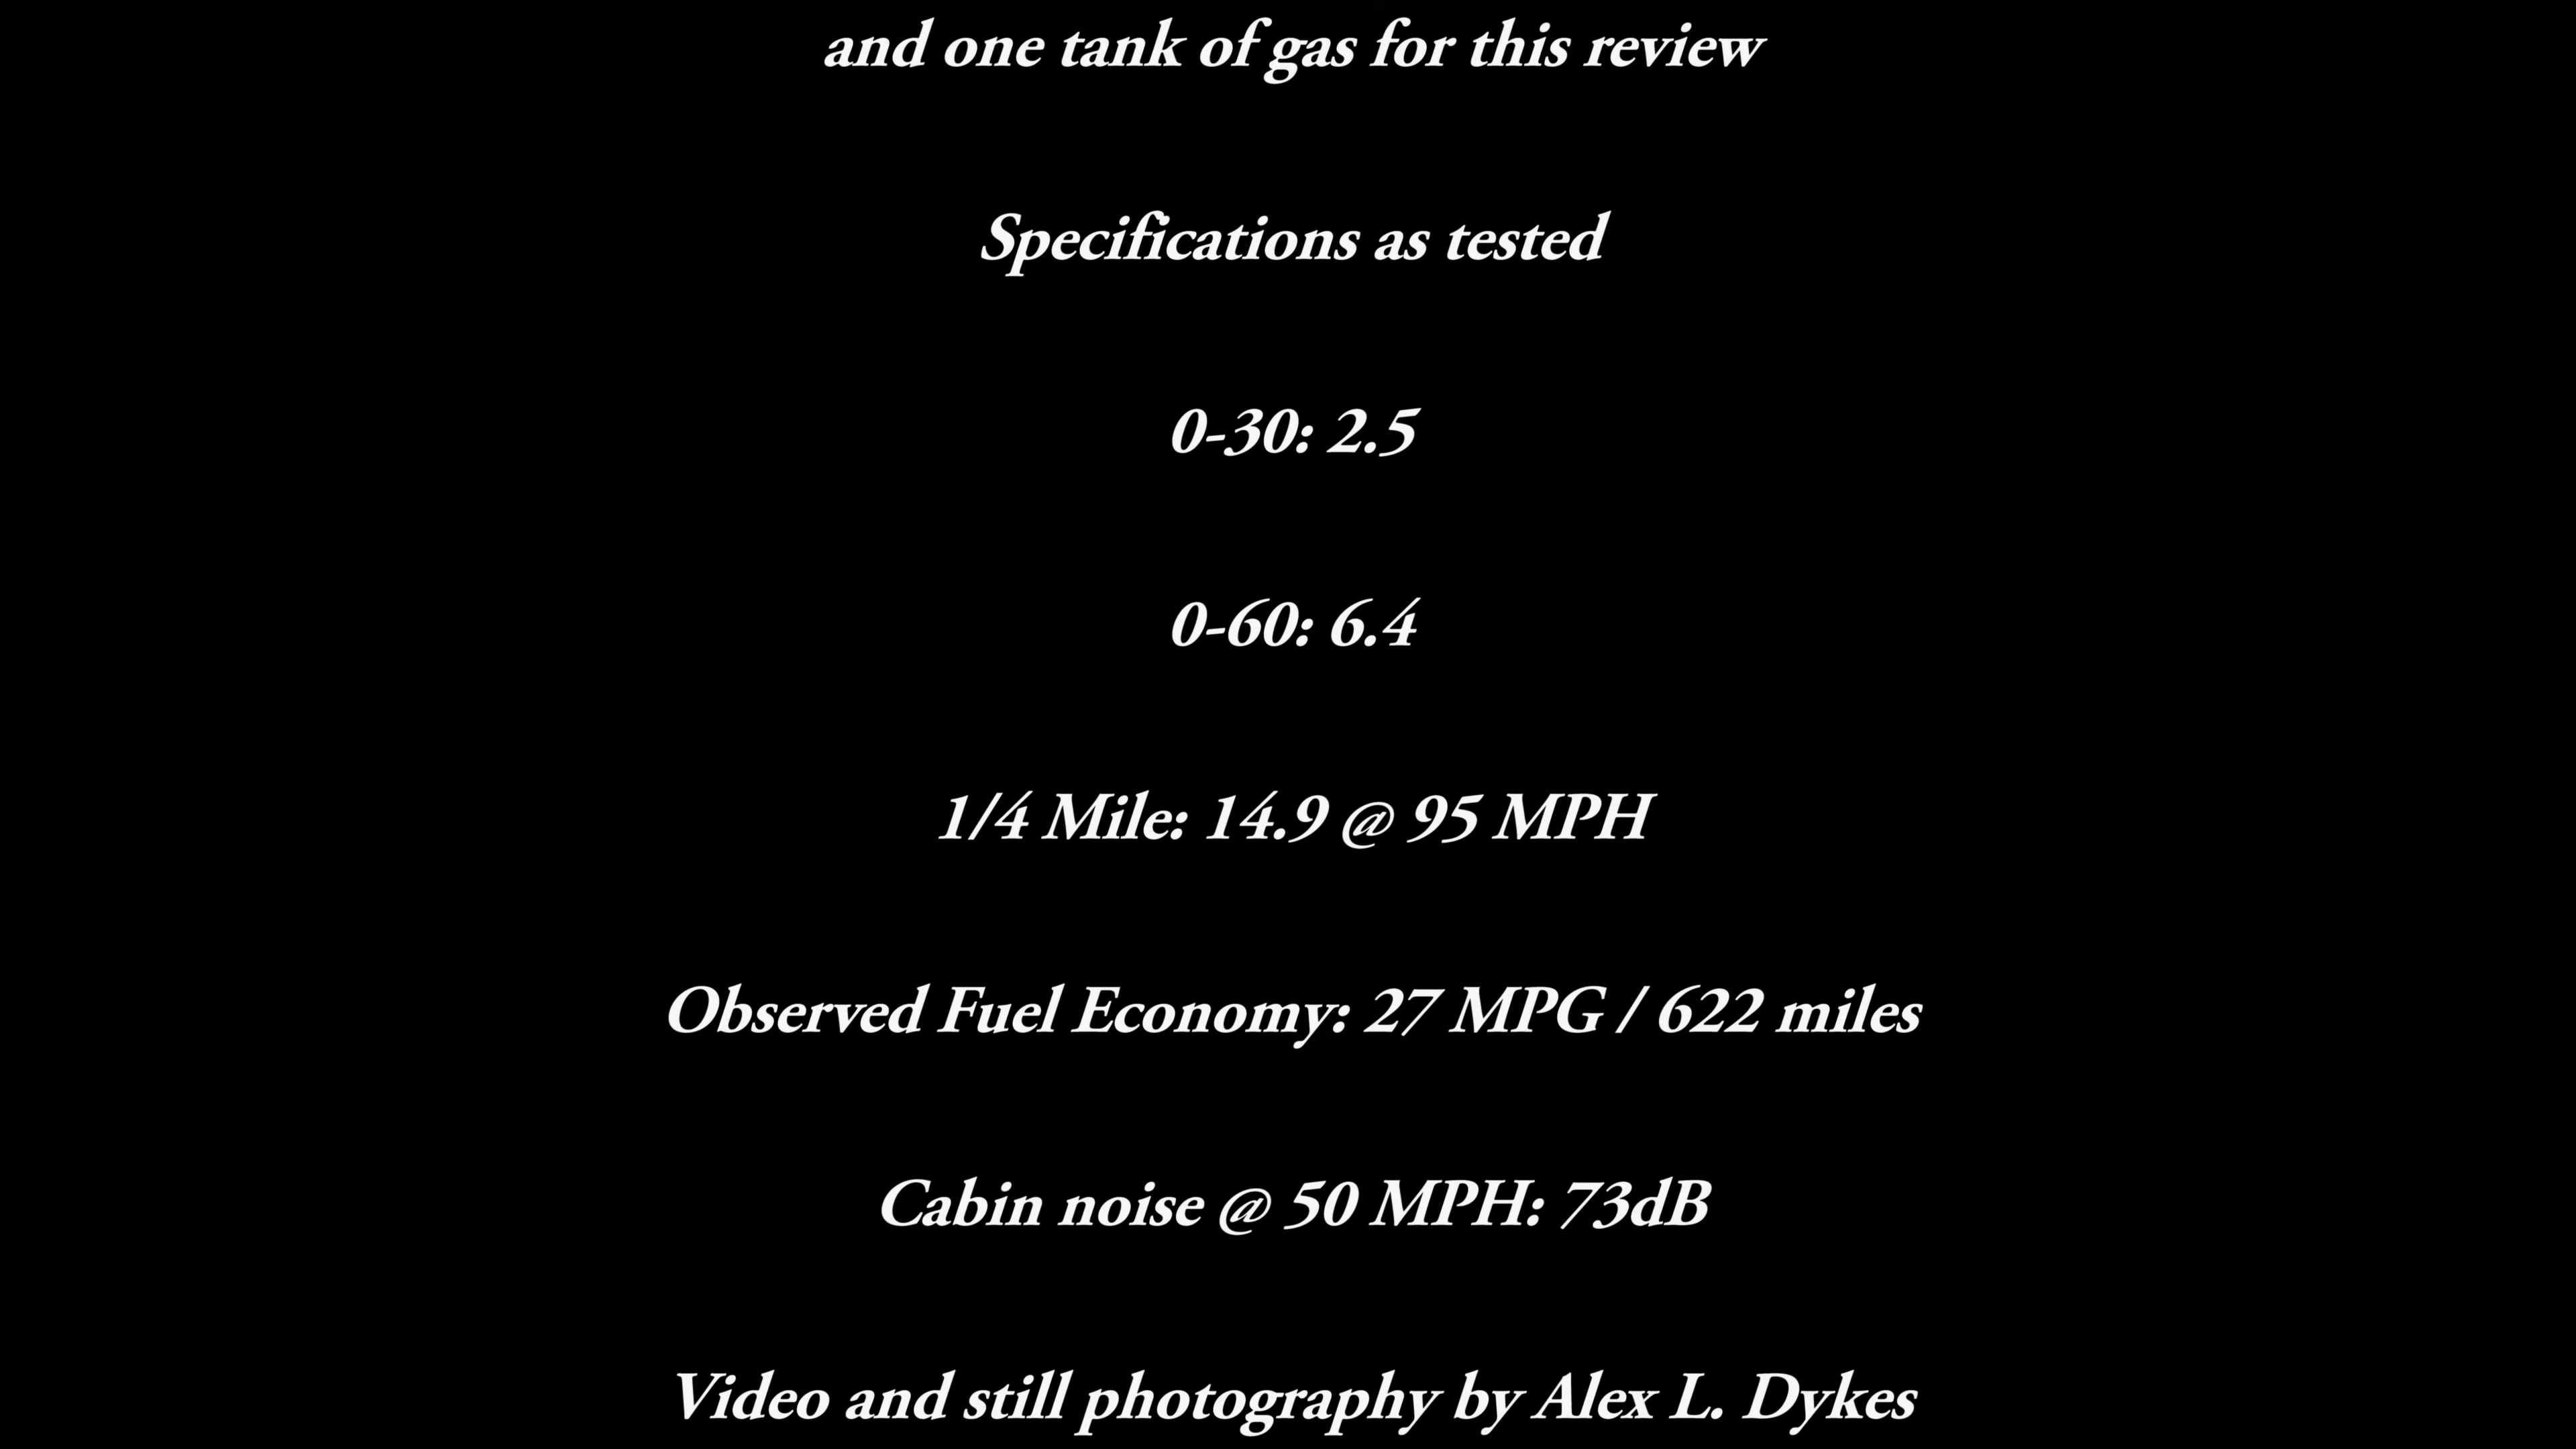 and one tank of gas for this review
Specifications as tested
0-30: 2.5
0-60: 6.4
1/4 Mile: 14.9 @ 95 MPH
Observed Fuel Economy: 27 MPG / 622 miles
Cabin noise @ 50 MPH: 73dB
Video and still photography by Alex L. Dykes